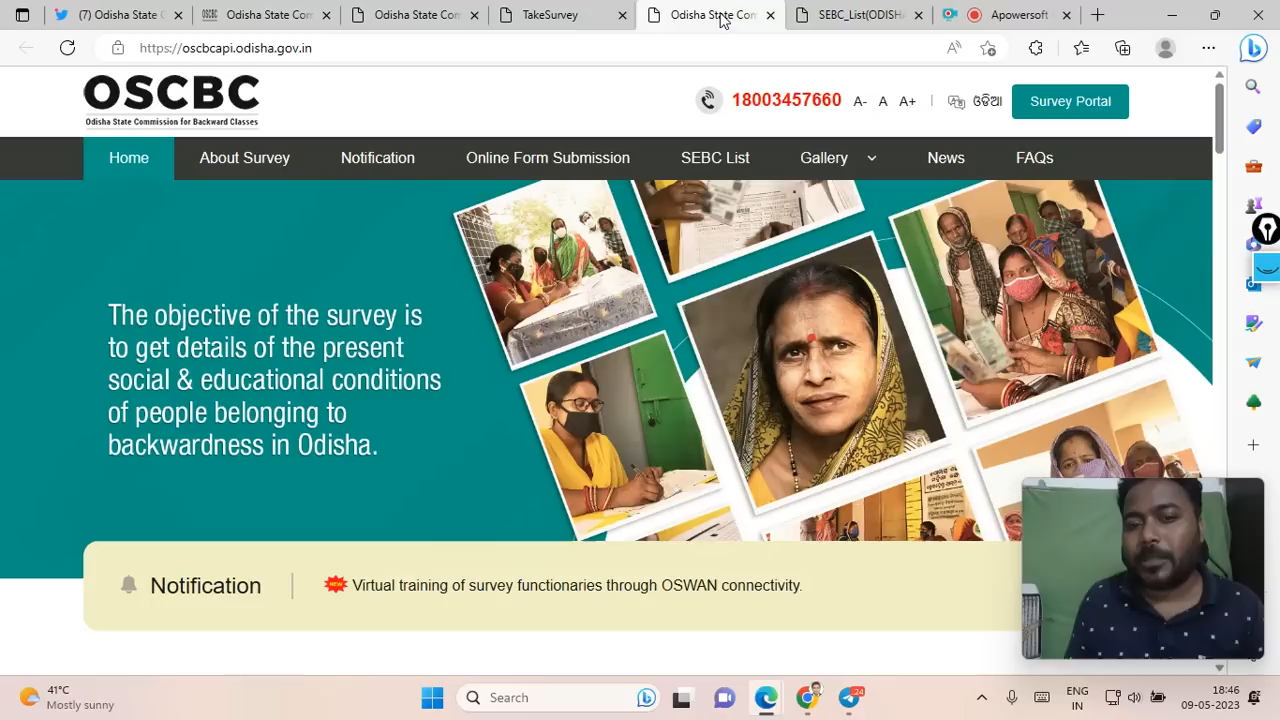 (7) Odisha State C
Odisha State Com
TakeSurvey
Odisha State Com
SEBC_List(ODISHA
Apowersoft
https://oscbcapi.odisha.gov.in
OSCBC
Odisha State Commission for Backward Classes
18003457660
A- A A+
ଓଡିଆ
Survey Portal
Home
About Survey
Notification
Online Form Submission
SEBC List
Gallery
News
FAQs
The objective of the survey is
to get details of the present
social & educational conditions
of people belonging to
backwardness in Odisha.
Notification
NEW Virtual training of survey functionaries through OSWAN connectivity.
41°C
Mostly sunny
Search
24
ENG
IN
18:46
09-05-2023